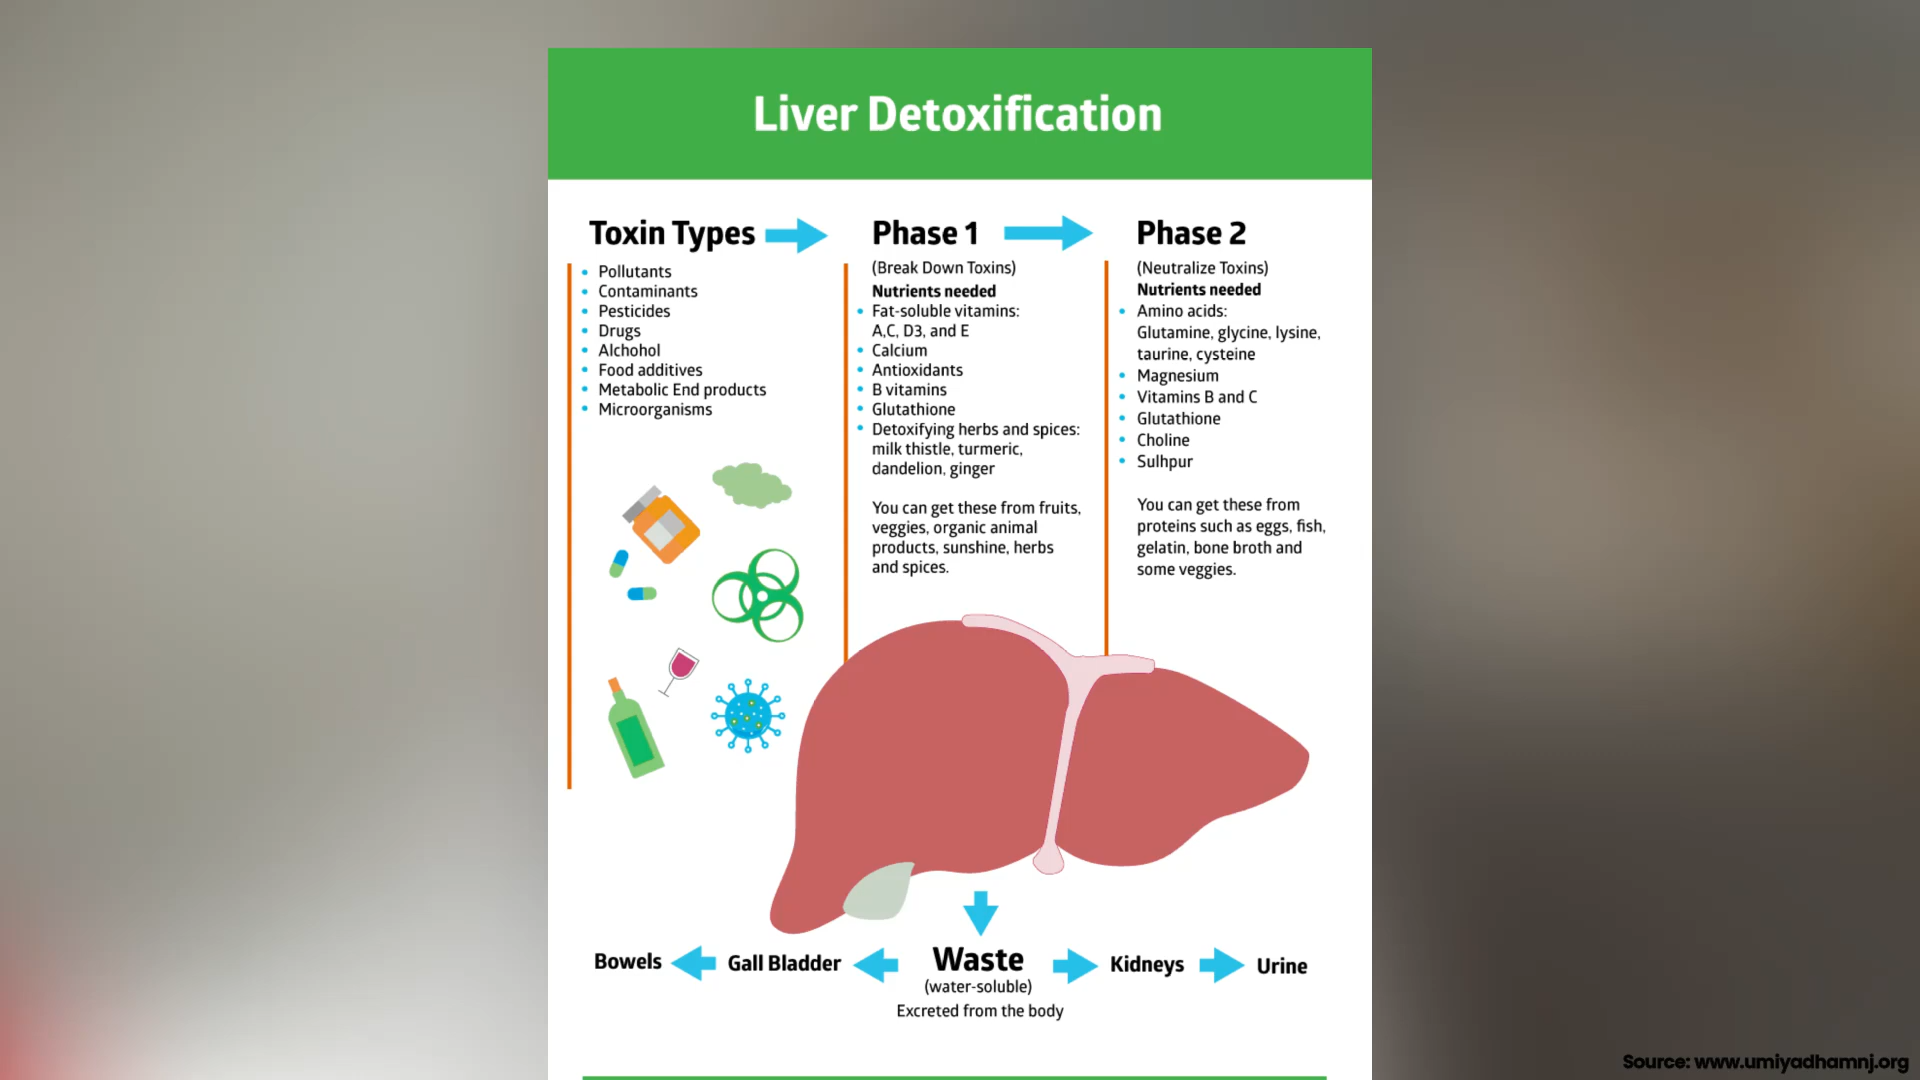 Liver Detoxification
Toxin Types
Pollutants
Contaminants
Pesticides
Drugs
Alchohol
Food additives
Metabolic End products
Microorganisms
Phase 1
(Break Down Toxins)
Nutrients needed
Fat-soluble vitamins:
A,C, D3, and E
Calcium
Antioxidants
B vitamins
Glutathione
Detoxifying herbs and spices:
milk thistle, turmeric,
dandelion, ginger
You can get these from fruits,
veggies, organic animal
products, sunshine, herbs
and spices.
Phase 2
(Neutralize Toxins)
Nutrients needed
Amino acids:
Glutamine, glycine, lysine,
taurine, cysteine
Magnesium
Vitamins B and C
Glutathione
Choline
Sulhpur
You can get these from
proteins such as eggs, fish,
gelatin, bone broth and
some veggies.
Bowels
Gall Bladder
Waste
(water-soluble)
Excreted from the body
Kidneys
Urine
Source: www.umiyadhamnj.org